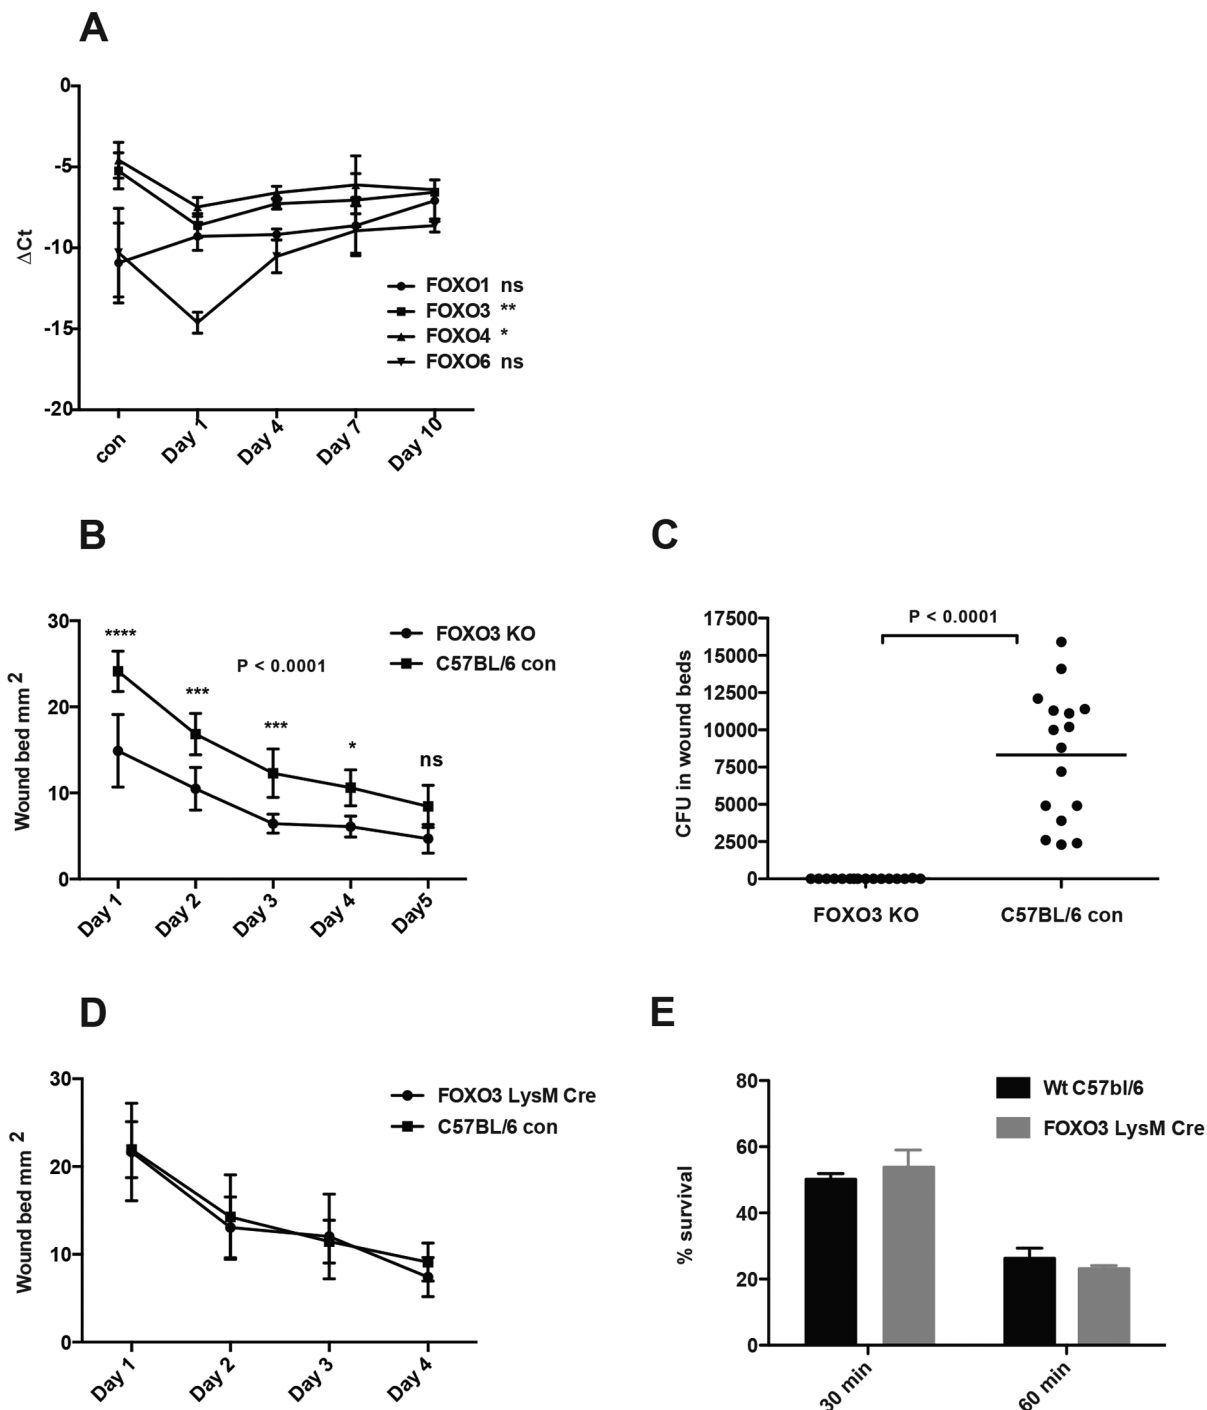 A
0
-5
-10
-15
-20
ΔCt
FOXO1 ns
FOXO3 **
FOXO4 *
FOXO6 ns
con
Day 1
Day 4
Day 7
Day 10
B
30
20
10
0
Wound bed mm 2
****
***
***
*
ns
P < 0.0001
FOXO3 KO
C57BL/6 con
Day 1
Day 2
Day 3
Day 4
Day5
C
17500
15000
12500
10000
7500
5000
2500
0
CFU in wound beds
P < 0.0001
FOXO3 KO
C57BL/6 con
D
30
20
10
0
Wound bed mm 2
FOXO3 LysM Cre
C57BL/6 con
Day 1
Day 2
Day 3
Day 4
E
80
60
40
20
0
% survival
Wt C57bl/6
FOXO3 LysM Cre
30 min
60 min